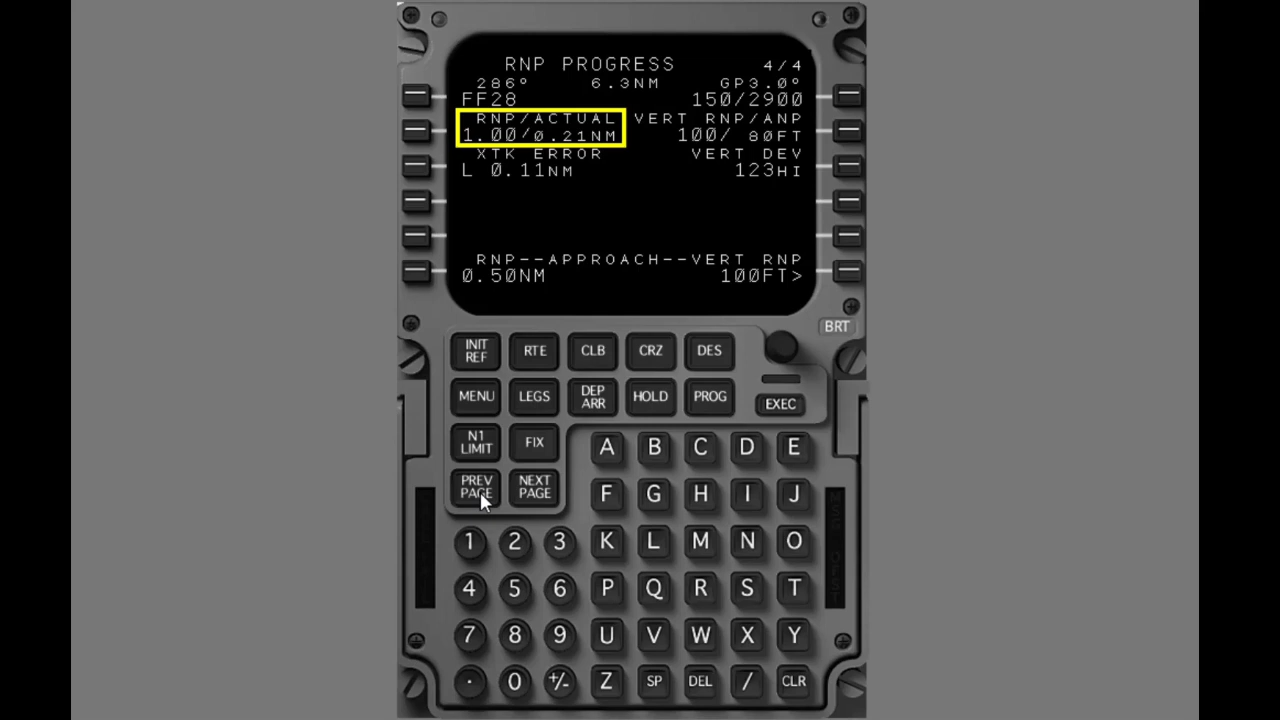 RNP PROGRESS 4/4
286° 6.3NM GP3.0°
FF28 150/2900
RNP/ACTUAL VERT RNP/ANP
1.00/0.21NM 100/ 80FT
XTK ERROR VERT DEV
L 0.11NM 123HI
RNP--APPROACH--VERT RNP
0.50NM 100FT>
BRT
INIT REF RTE CLB CRZ DES
MENU LEGS DEP ARR HOLD PROG EXEC
N1 LIMIT FIX
A B C D E
PREV PAGE NEXT PAGE
F G H I J
1 2 3 K L M N O
4 5 6 P Q R S T
7 8 9 U V W X Y
. 0 +/- Z SP DEL / CLR